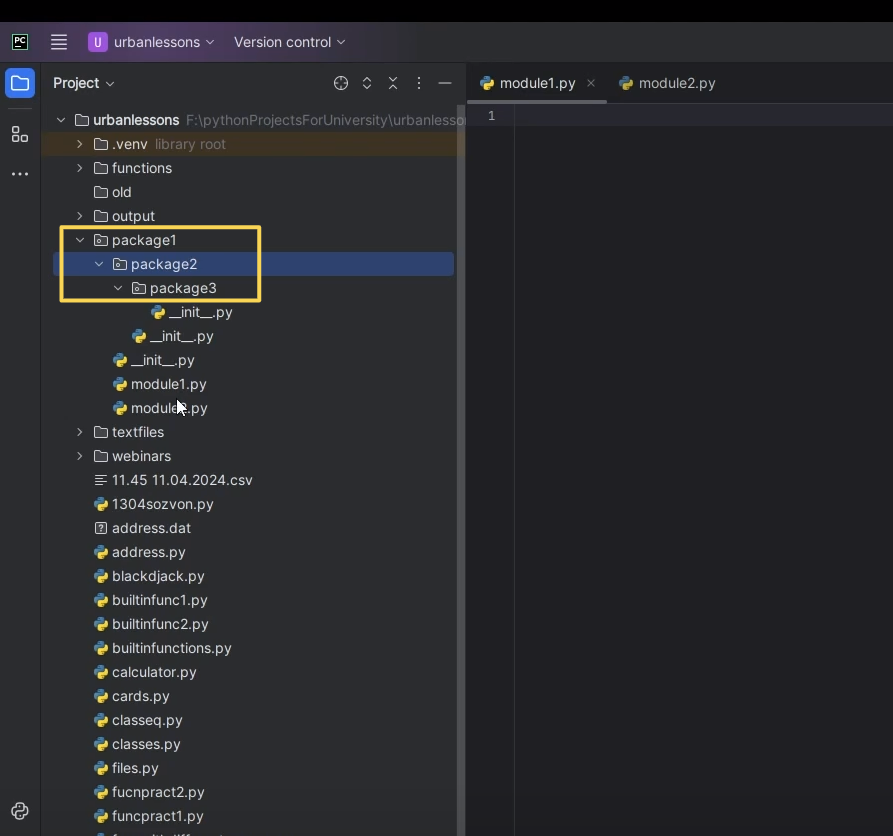 PC U urbanlessons Version control
Project
module1.py module2.py
1
urbanlessons F:\pythonProjectsForUniversity\urbanlesso
.venv library root
functions
old
output
package1
package2
package3
__init__.py
__init__.py
__init__.py
module1.py
module2.py
textfiles
webinars
11.45 11.04.2024.csv
1304sozvon.py
address.dat
address.py
blackdjack.py
builtinfunc1.py
builtinfunc2.py
builtinfunctions.py
calculator.py
cards.py
classeq.py
classes.py
files.py
fucnpract2.py
funcpract1.py